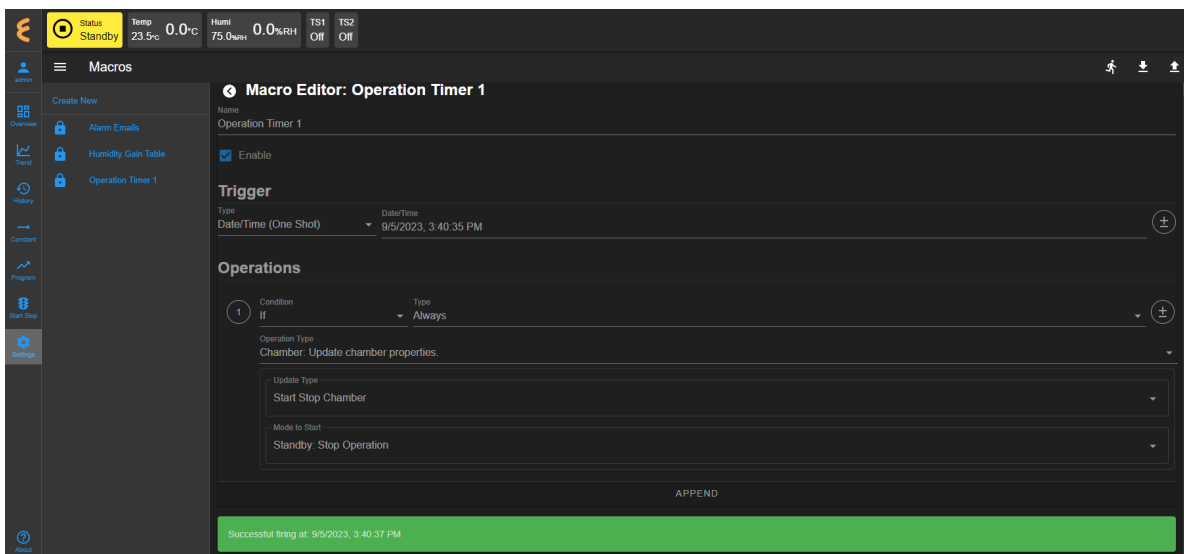 Status
Standby
Temp
23.5°C 0.0°C
Humi
75.0%RH 0.0%RH
TS1
Off
TS2
Off
admin
Macros
Overview
Trend
History
Constant
Program
Start Stop
Settings
About
Create New
Alarm Emails
Humidity Gain Table
Operation Timer 1
Macro Editor: Operation Timer 1
Name
Operation Timer 1
Enable
Trigger
Type
Date/Time (One Shot)
Date/Time
9/5/2023, 3:40:35 PM
Operations
1
Condition
If
Type
Always
Operation Type
Chamber: Update chamber properties.
Update Type
Start Stop Chamber
Mode to Start
Standby: Stop Operation
APPEND
Successful firing at: 9/5/2023, 3:40:37 PM